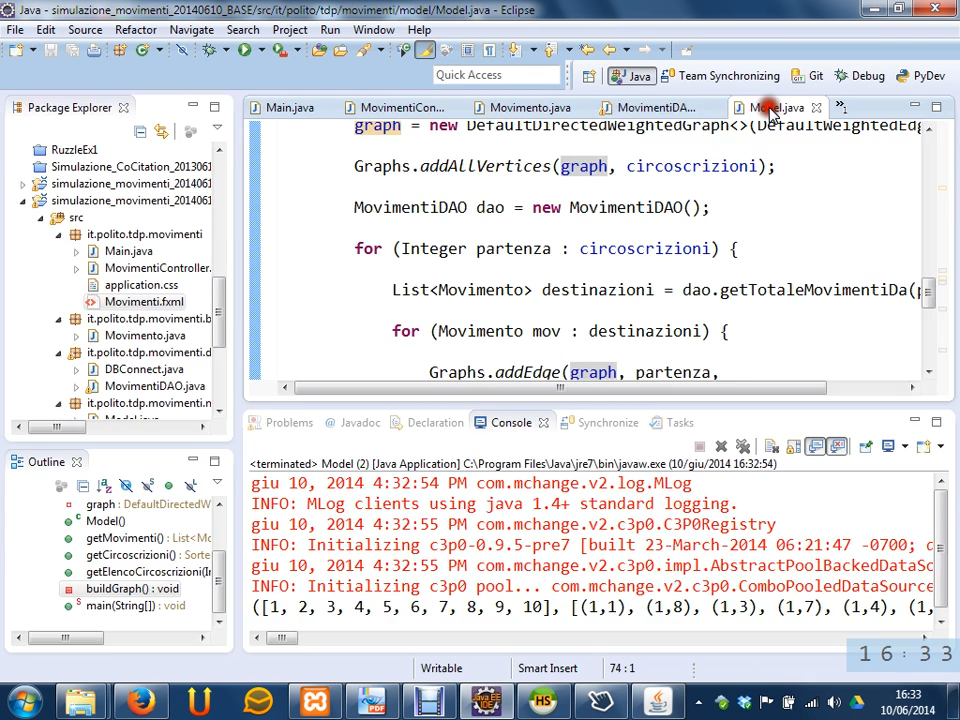 Java - simulazione_movimenti_20140610_BASE/src/it/polito/tdp/movimenti/model/Model.java - Eclipse
File Edit Source Refactor Navigate Search Project Run Window Help
Quick Access
Java Team Synchronizing Git Debug PyDev
Package Explorer
RuzzleEx1
Simulazione_CoCitation_2013061
simulazione_movimenti_2014061
simulazione_movimenti_2014061
src
it.polito.tdp.movimenti
Main.java
MovimentiController.
application.css
Movimenti.fxml
it.polito.tdp.movimenti.b
Movimento.java
it.polito.tdp.movimenti.d
DBConnect.java
MovimentiDAO.java
it.polito.tdp.movimenti.n
Main.java MovimentiCon... Movimento.java MovimentiDA... Model.java
graph = new DefaultDirectedWeightedGraph<>(DefaultWeightedEdg
Graphs.addAllVertices(graph, circoscrizioni);
MovimentiDAO dao = new MovimentiDAO();
for (Integer partenza : circoscrizioni) {
List<Movimento> destinazioni = dao.getTotaleMovimentiDa(p
for (Movimento mov : destinazioni) {
Graphs.addEdge(graph, partenza,
Outline
graph : DefaultDirectedW
Model()
getMovimenti() : List<Mo
getCircoscrizioni() : Sorte
getElencoCircoscrizioni(In
buildGraph() : void
main(String[]) : void
Problems Javadoc Declaration Console Synchronize Tasks
<terminated> Model (2) [Java Application] C:\Program Files\Java\jre7\bin\javaw.exe (10/giu/2014 16:32:54)
giu 10, 2014 4:32:54 PM com.mchange.v2.log.MLog
INFO: MLog clients using java 1.4+ standard logging.
giu 10, 2014 4:32:55 PM com.mchange.v2.c3p0.C3P0Registry
INFO: Initializing c3p0-0.9.5-pre7 [built 23-March-2014 06:21:47 -0700; d
giu 10, 2014 4:32:55 PM com.mchange.v2.c3p0.impl.AbstractPoolBackedDataSo
INFO: Initializing c3p0 pool... com.mchange.v2.c3p0.ComboPooledDataSource
([1, 2, 3, 4, 5, 6, 7, 8, 9, 10], [(1,1), (1,8), (1,3), (1,7), (1,4), (1,
Writable Smart Insert 74 : 1
16:33
16:33
10/06/2014